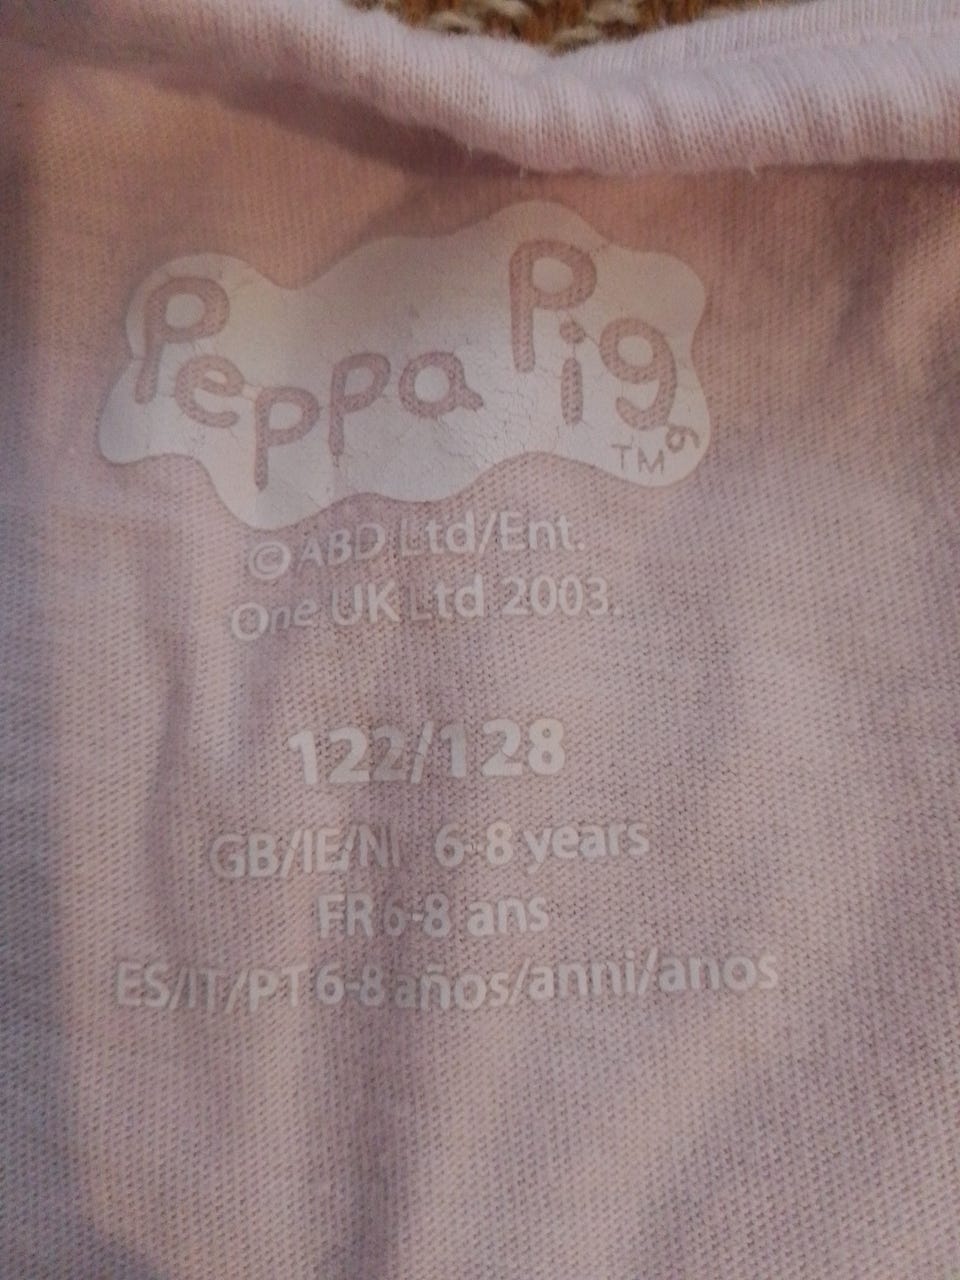 Peppa Pig
TM
© ABD Ltd/Ent.
One UK Ltd 2003.
122/128
GB/IE/NI 6-8 years
FR 6-8 ans
ES/IT/PT 6-8 años/anni/anos